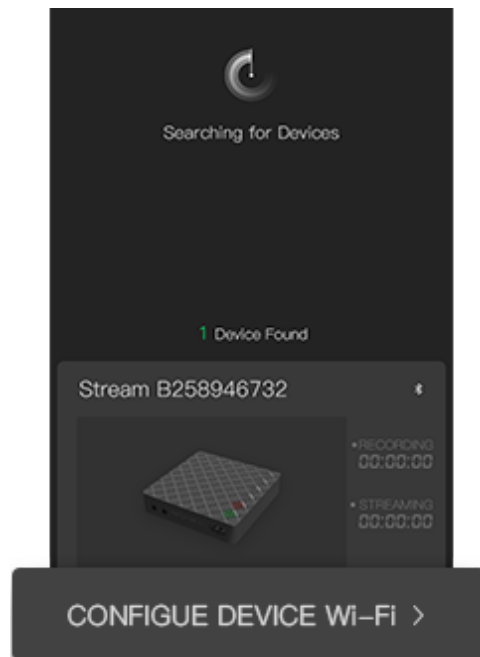 Searching for Devices
1 Device Found
Stream B258946732
•RECORDING
00:00:00
•STREAMING
00:00:00
CONFIGUE DEVICE Wi-Fi >